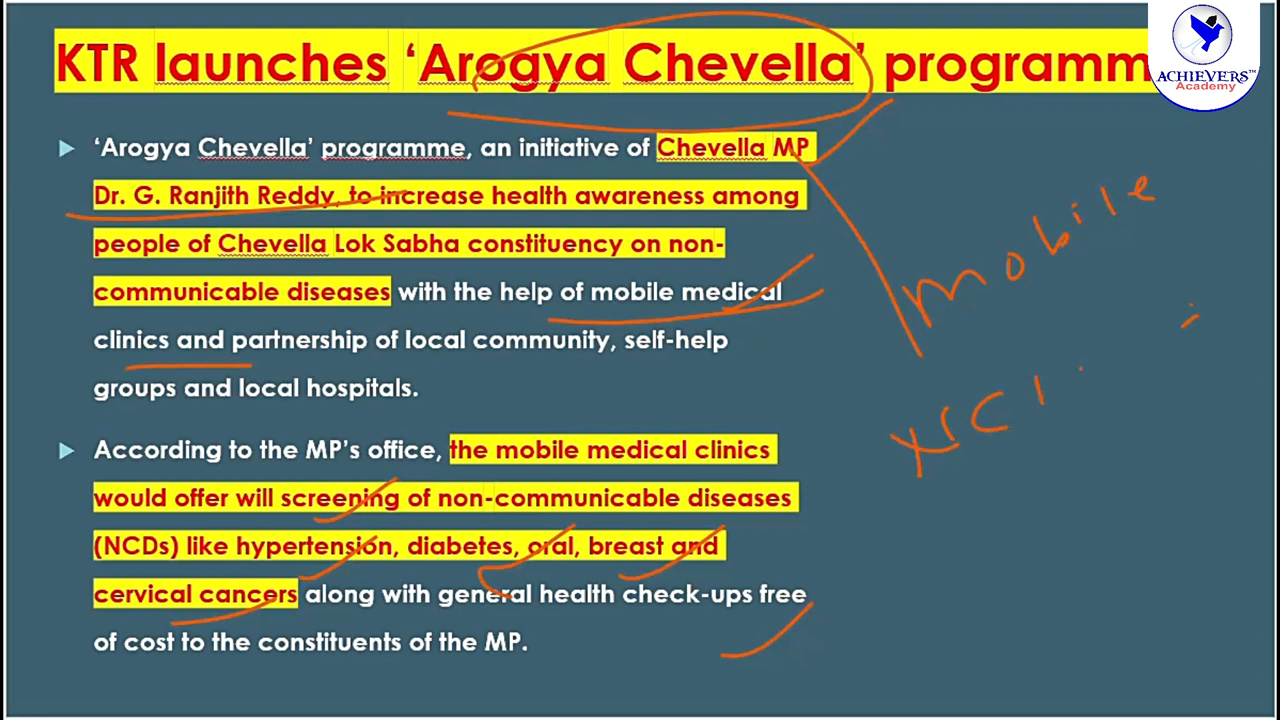 KTR launches ‘Arogya Chevella’ programm
ACHIEVERS™
Academy
‘Arogya Chevella’ programme, an initiative of Chevella MP
Dr. G. Ranjith Reddy, to increase health awareness among
people of Chevella Lok Sabha constituency on non-
communicable diseases with the help of mobile medical
clinics and partnership of local community, self-help
groups and local hospitals.
According to the MP’s office, the mobile medical clinics
would offer will screening of non-communicable diseases
(NCDs) like hypertension, diabetes, oral, breast and
cervical cancers along with general health check-ups free
of cost to the constituents of the MP.
mobile